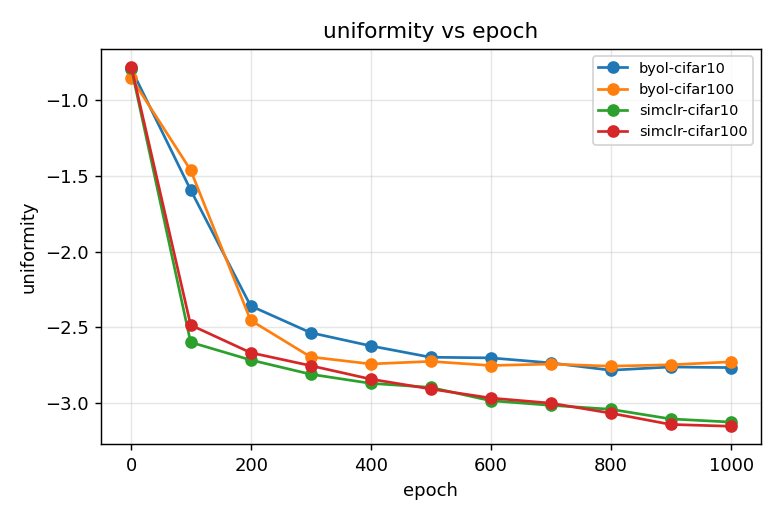 uniformity vs epoch
byol-cifar10
byol-cifar100
simclr-cifar10
simclr-cifar100
uniformity
−1.0
−1.5
−2.0
−2.5
−3.0
0 200 400 600 800 1000
epoch